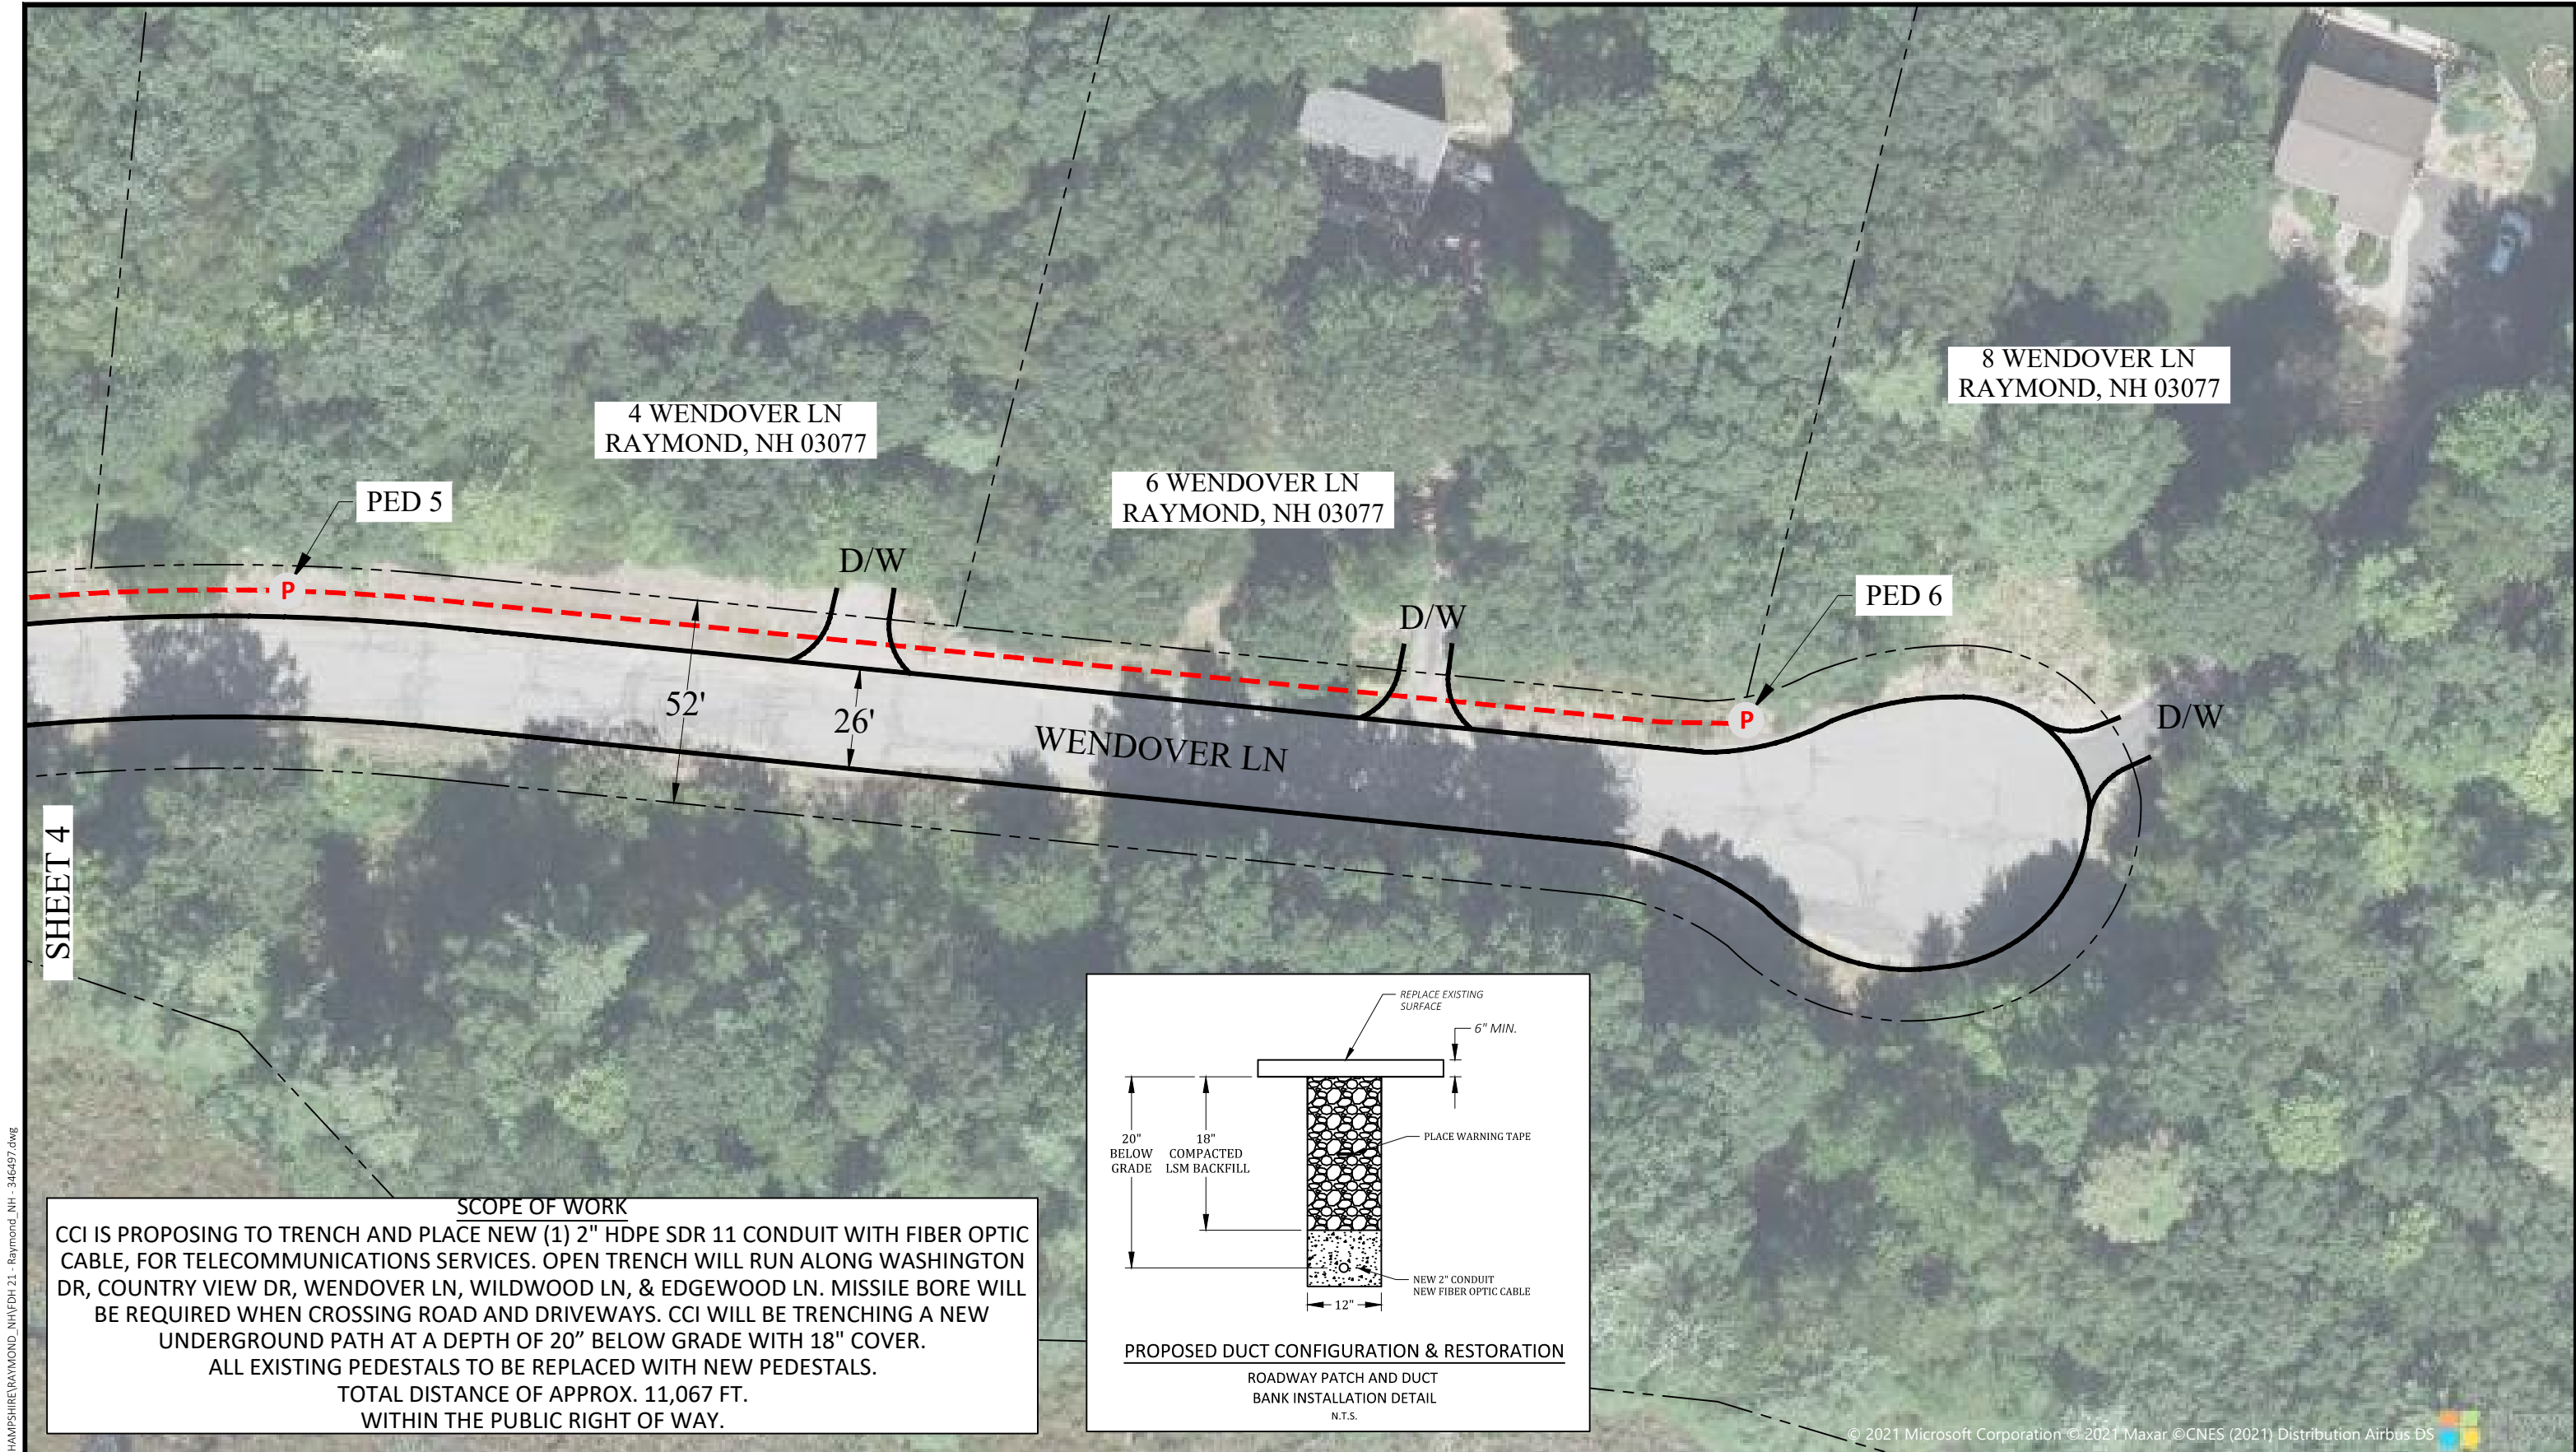 4 WENDOVER LN
RAYMOND, NH 03077
6 WENDOVER LN
RAYMOND, NH 03077
8 WENDOVER LN
RAYMOND, NH 03077
PED 5
PED 6
D/W
D/W
D/W
P
P
52'
26'
WENDOVER LN
SHEET 4
HAMPSHIRE\RAYMOND_NH\FDH 21 - Raymond_NH - 346497.dwg
SCOPE OF WORK
CCI IS PROPOSING TO TRENCH AND PLACE NEW (1) 2" HDPE SDR 11 CONDUIT WITH FIBER OPTIC
CABLE, FOR TELECOMMUNICATIONS SERVICES. OPEN TRENCH WILL RUN ALONG WASHINGTON
DR, COUNTRY VIEW DR, WENDOVER LN, WILDWOOD LN, & EDGEWOOD LN. MISSILE BORE WILL
BE REQUIRED WHEN CROSSING ROAD AND DRIVEWAYS. CCI WILL BE TRENCHING A NEW
UNDERGROUND PATH AT A DEPTH OF 20” BELOW GRADE WITH 18" COVER.
ALL EXISTING PEDESTALS TO BE REPLACED WITH NEW PEDESTALS.
TOTAL DISTANCE OF APPROX. 11,067 FT.
WITHIN THE PUBLIC RIGHT OF WAY.
REPLACE EXISTING
SURFACE
6" MIN.
20"
BELOW
GRADE
18"
COMPACTED
LSM BACKFILL
PLACE WARNING TAPE
NEW 2" CONDUIT
NEW FIBER OPTIC CABLE
12"
PROPOSED DUCT CONFIGURATION & RESTORATION
ROADWAY PATCH AND DUCT
BANK INSTALLATION DETAIL
N.T.S.
© 2021 Microsoft Corporation © 2021 Maxar ©CNES (2021) Distribution Airbus DS